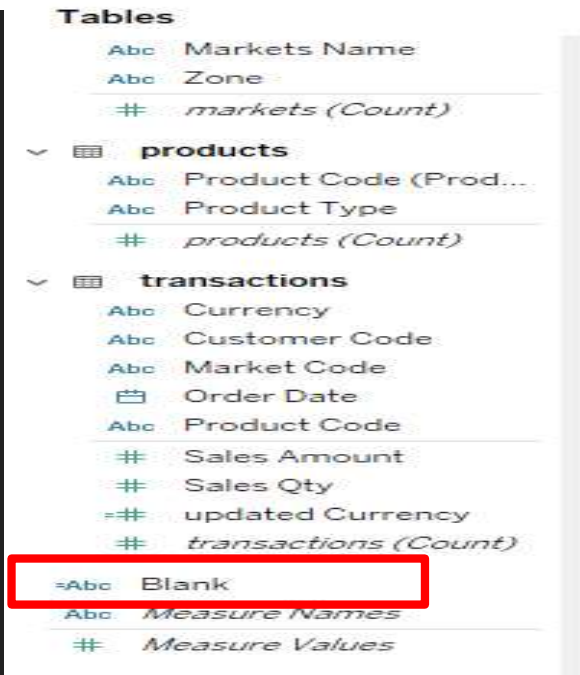 Tables
Abc Markets Name
Abc Zone
# markets (Count)
products
Abc Product Code (Prod...
Abc Product Type
# products (Count)
transactions
Abc Currency
Abc Customer Code
Abc Market Code
Order Date
Abc Product Code
# Sales Amount
# Sales Qty
=# updated Currency
# transactions (Count)
=Abc Blank
Abc Measure Names
# Measure Values